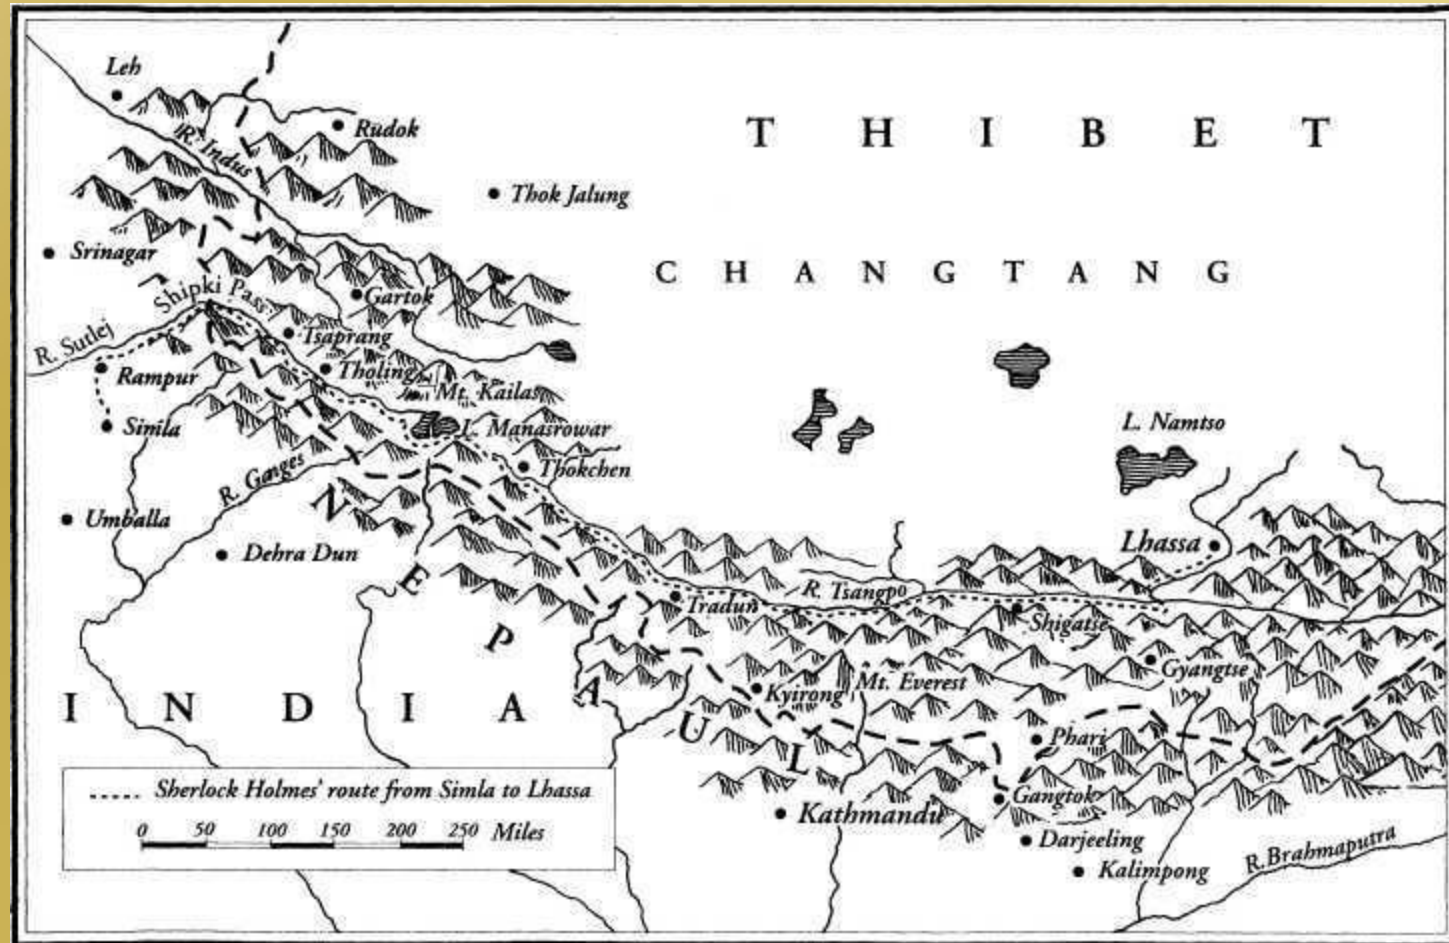 Leh
Rudok
THIBET
R. Indus
Thok Jalung
Srinagar
CHANGTANG
Shipki Pass
Gartok
R. Sutlej
Tsaprang
Rampur
Tholing
Mt. Kailas
Simla
L. Manasrowar
L. Namtso
R. Ganges
Thokchen
Umballa
Dehra Dun
Lhassa
NEPAUL
R. Tsangpo
Tradun
Shigatse
Gyangtse
Kyirong
Mt. Everest
INDIA
Phari
Sherlock Holmes' route from Simla to Lhassa
0 50 100 150 200 250 Miles
Gangtok
Kathmandu
Darjeeling
Kalimpong
R. Brahmaputra